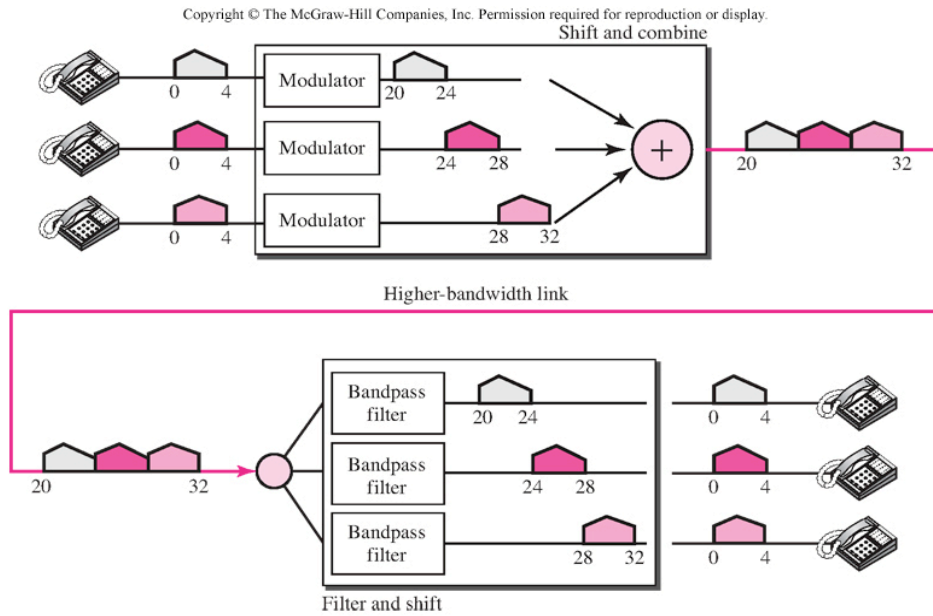 Copyright © The McGraw-Hill Companies, Inc. Permission required for reproduction or display.
Shift and combine
0 4 Modulator 20 24
0 4 Modulator 24 28 + 20 32
0 4 Modulator 28 32
Higher-bandwidth link
Bandpass
filter 20 24 0 4
20 32 Bandpass
filter 24 28 0 4
Bandpass
filter 28 32 0 4
Filter and shift